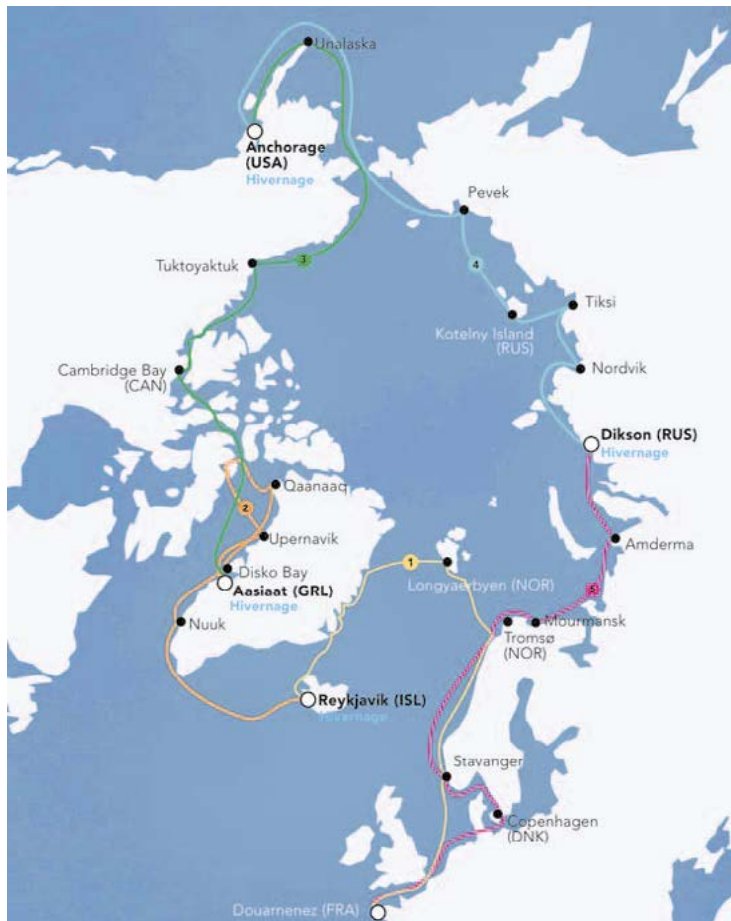 Unalaska
Anchorage
(USA)
Hivernage
Pevek
3
4
Tuktoyaktuk
Tiksi
Kotelny Island
(RUS)
Cambridge Bay
(CAN)
Nordvik
Dikson (RUS)
Hivernage
Qaanaaq
2
Upernavik
Amderma
1
Disko Bay
Longyaerbyen (NOR)
Aasiaat (GRL)
Hivernage
5
Nuuk
Mourmansk
Tromsø
(NOR)
Reykjavik (ISL)
Hivernage
Stavanger
Copenhagen
(DNK)
Douarnenez (FRA)